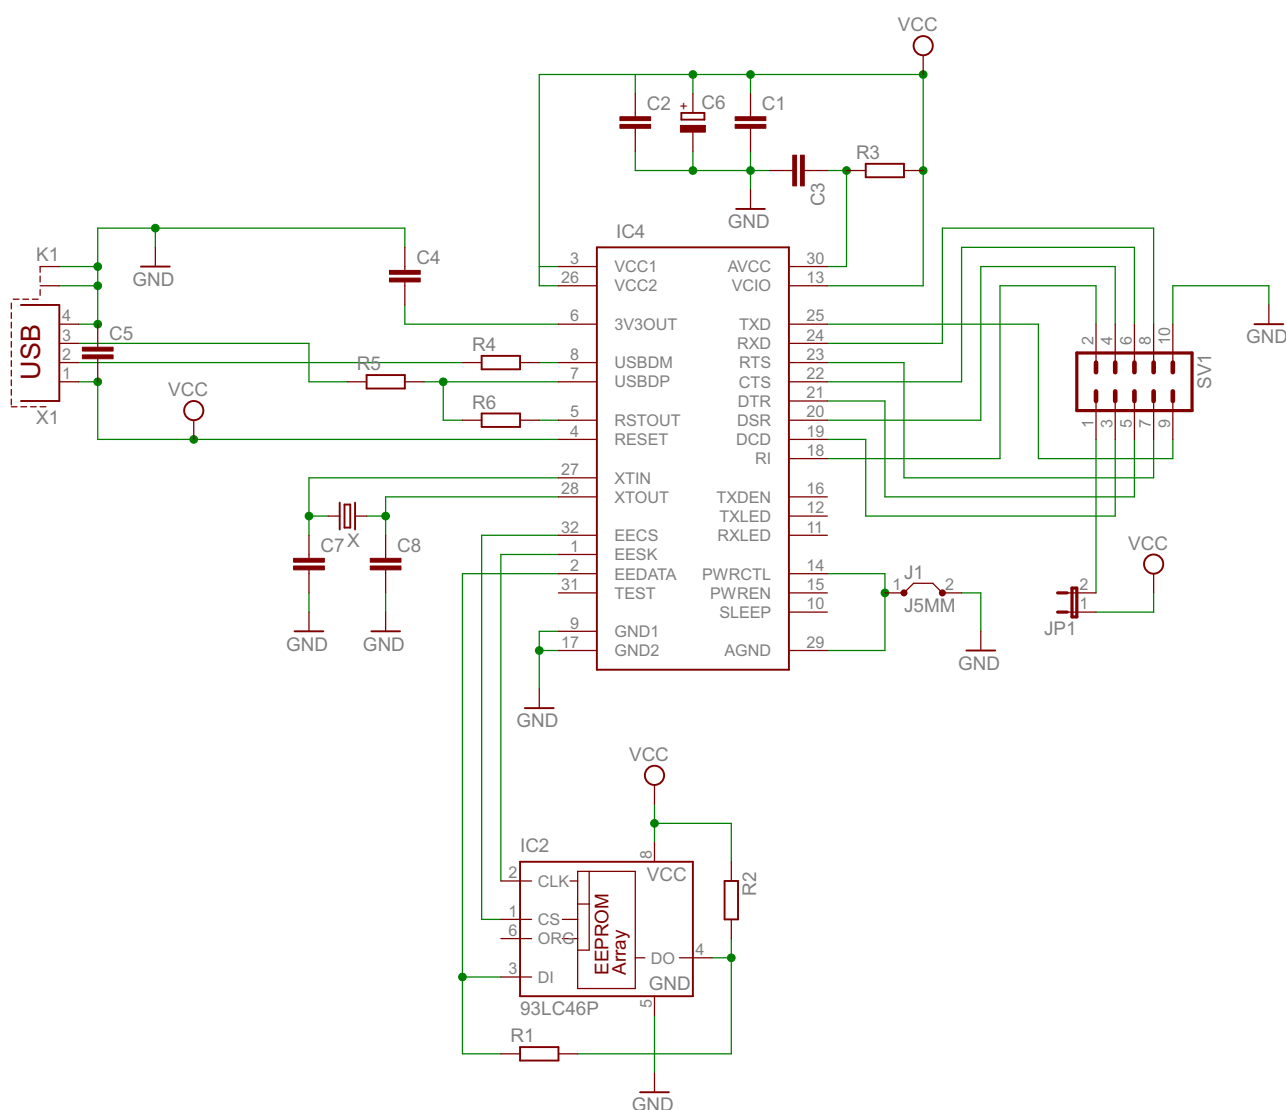 VCC
C2
C6
C1
+
R3
C3
GND
IC4
K1
GND
C4
3 VCC1
26 VCC2
6 3V3OUT
8 USBDM
7 USBDP
5 RSTOUT
4 RESET
27 XTIN
28 XTOUT
32 EECS
1 EESK
2 EEDATA
31 TEST
9 GND1
17 GND2
AVCC 30
VCIO 13
TXD 25
RXD 24
RTS 23
CTS 22
DTR 21
DSR 20
DCD 19
RI 18
TXDEN 16
TXLED 12
RXLED 11
PWRCTL 14
PWREN 15
SLEEP 10
AGND 29
USB
4
3
2
1
X1
C5
R5
R4
R6
VCC
C7
X
C8
GND
GND
GND
2 4 6 8 10
1 3 5 7 9
SV1
GND
J1
1 2
J5MM
GND
VCC
2
1
JP1
VCC
IC2
8
VCC
2 CLK
1 CS
6 ORG
3 DI
EEPROM
Array
DO 4
GND
5
93LC46P
R2
R1
GND